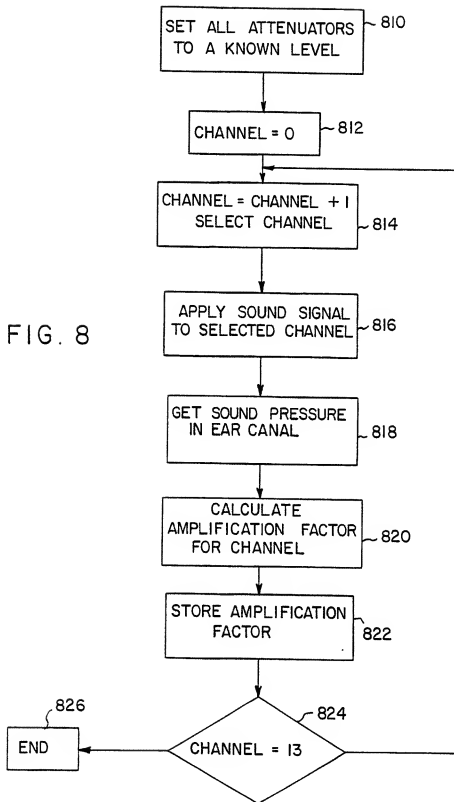 SET ALL ATTENUATORS
TO A KNOWN LEVEL
810
CHANNEL = 0
812
CHANNEL = CHANNEL + 1
SELECT CHANNEL
814
APPLY SOUND SIGNAL
TO SELECTED CHANNEL
816
FIG. 8
GET SOUND PRESSURE
IN EAR CANAL
818
CALCULATE
AMPLIFICATION FACTOR
FOR CHANNEL
820
STORE AMPLIFICATION
FACTOR
822
824
CHANNEL = 13
826
END